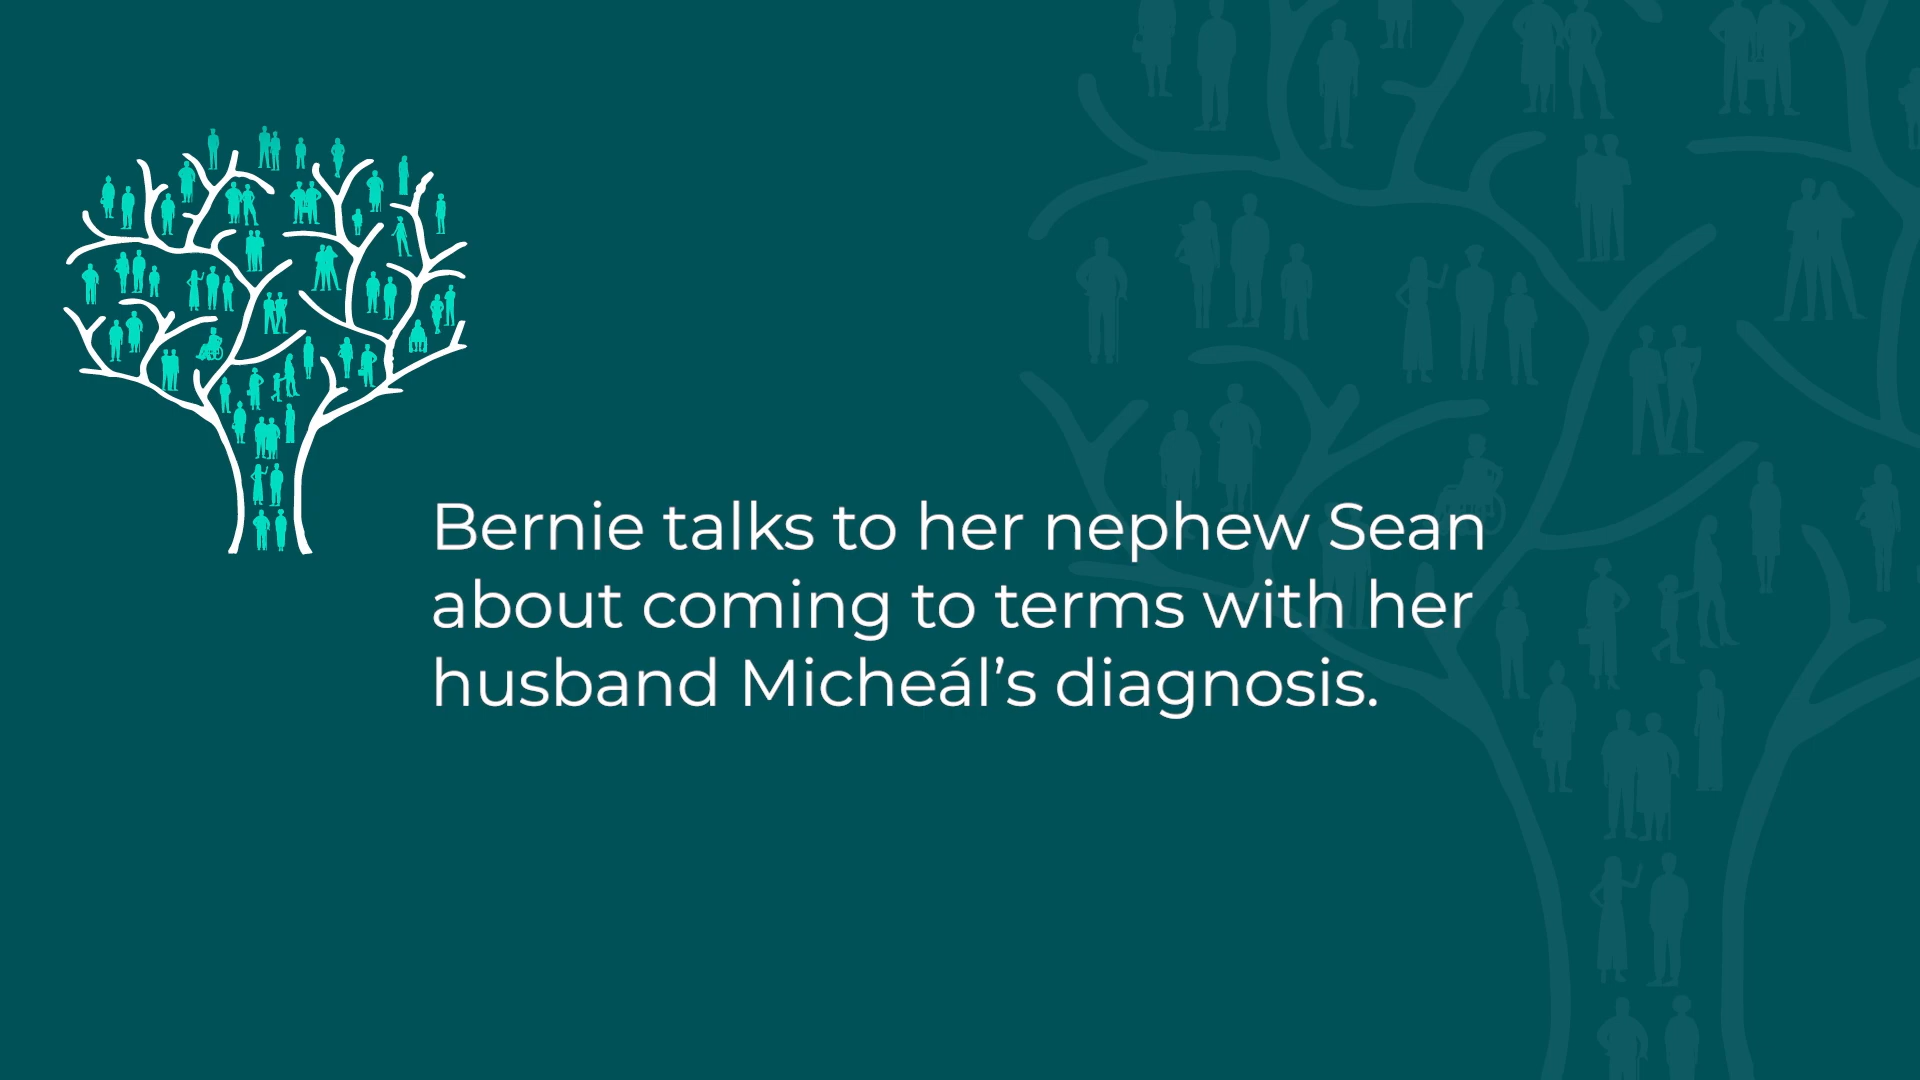 Bernie talks to her nephew Sean
about coming to terms with her
husband Micheál’s diagnosis.